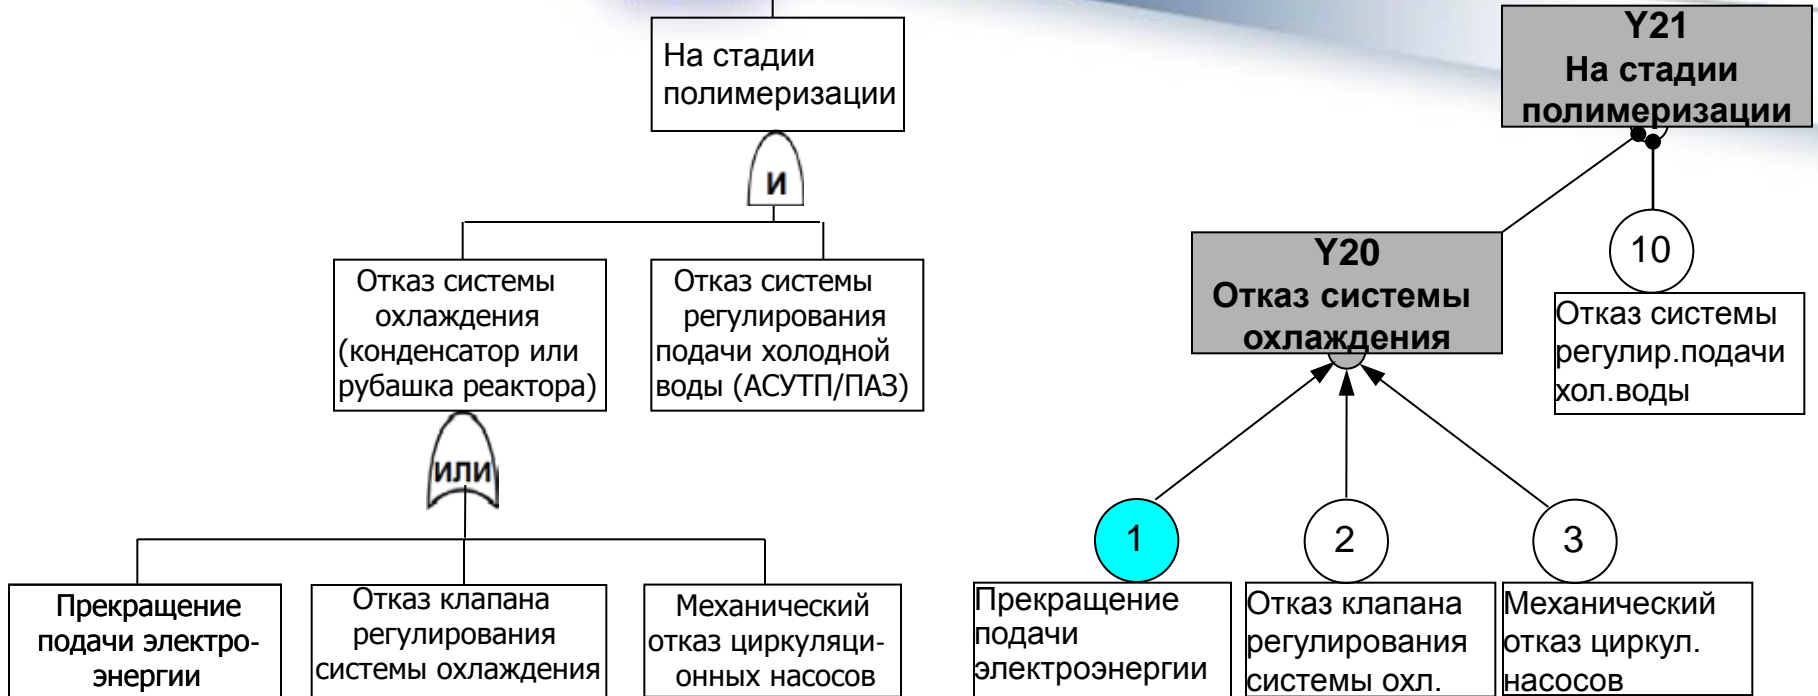 На стадии
полимеризации
И
Отказ системы
охлаждения
(конденсатор или
рубашка реактора)
Отказ системы
регулирования
подачи холодной
воды (АСУТП/ПАЗ)
ИЛИ
Прекращение
подачи электро-
энергии
Отказ клапана
регулирования
системы охлаждения
Механический
отказ циркуляци-
онных насосов
Y21
На стадии
полимеризации
Y20
Отказ системы
охлаждения
10
Отказ системы
регулир.подачи
хол.воды
1
2
3
Прекращение
подачи
электроэнергии
Отказ клапана
регулирования
системы охл.
Механический
отказ циркул.
насосов